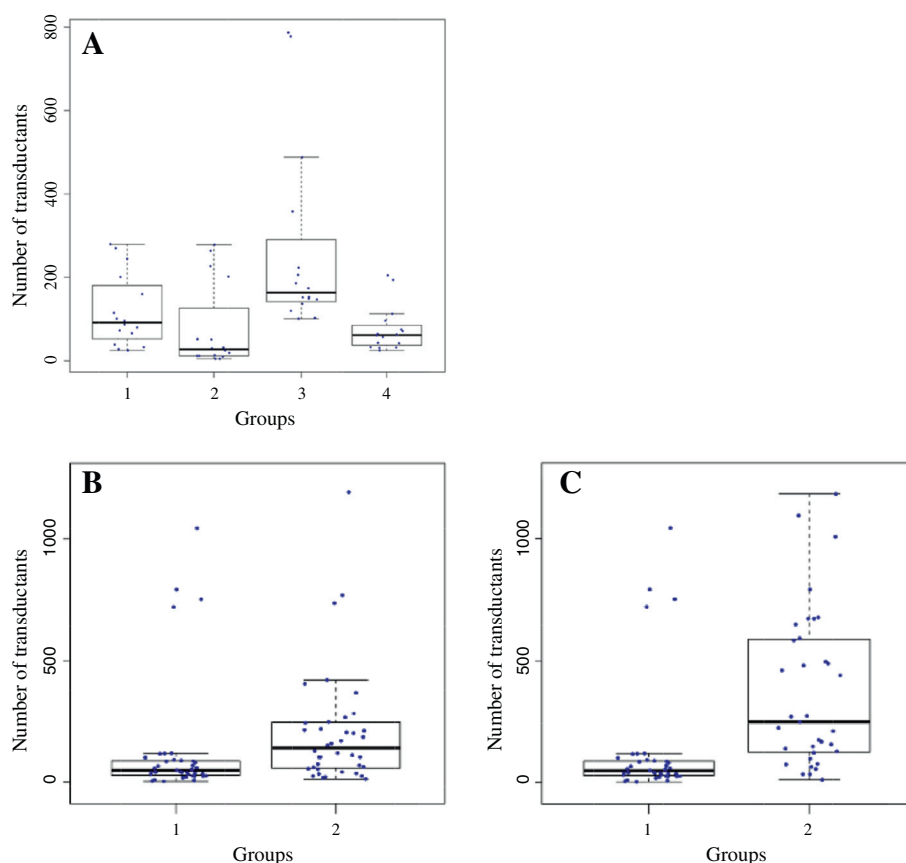 A
Number of transductants
800
600
400
200
0
1 2 3 4
Groups
B
Number of transductants
1000
500
0
1 2
Groups
C
Number of transductants
1000
500
0
1 2
Groups